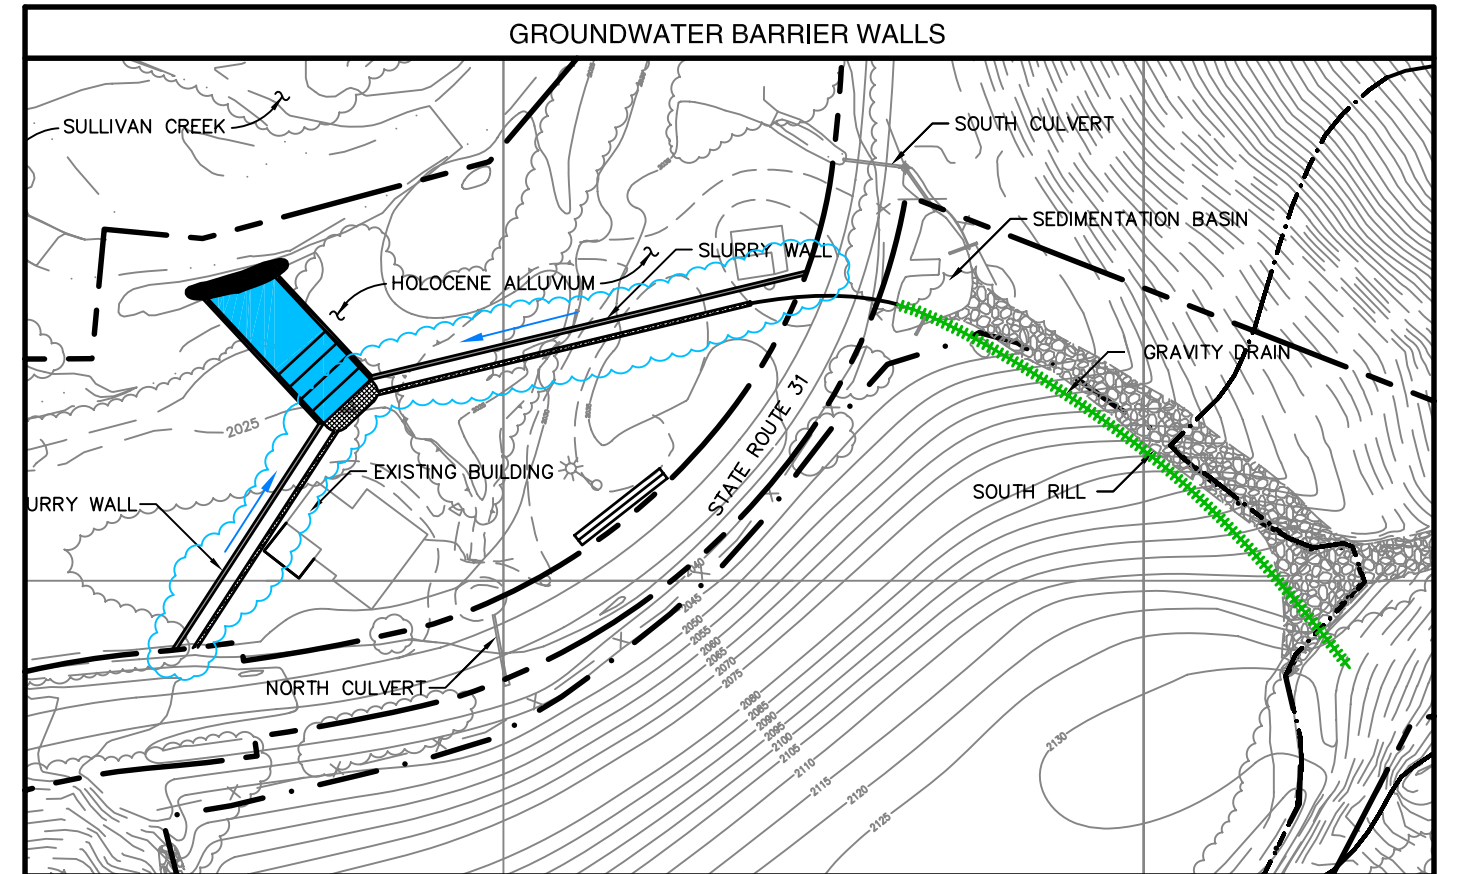 GROUNDWATER BARRIER WALLS
SULLIVAN CREEK
SOUTH CULVERT
SEDIMENTATION BASIN
SLURRY WALL
HOLOCENE ALLUVIUM
GRAVITY DRAIN
STATE ROUTE 31
2025
EXISTING BUILDING
SOUTH RILL
URRY WALL
NORTH CULVERT
2040
2045
2050
2055
2060
2065
2070
2075
2080
2085
2090
2095
2100
2105
2110
2115
2120
2125
2130